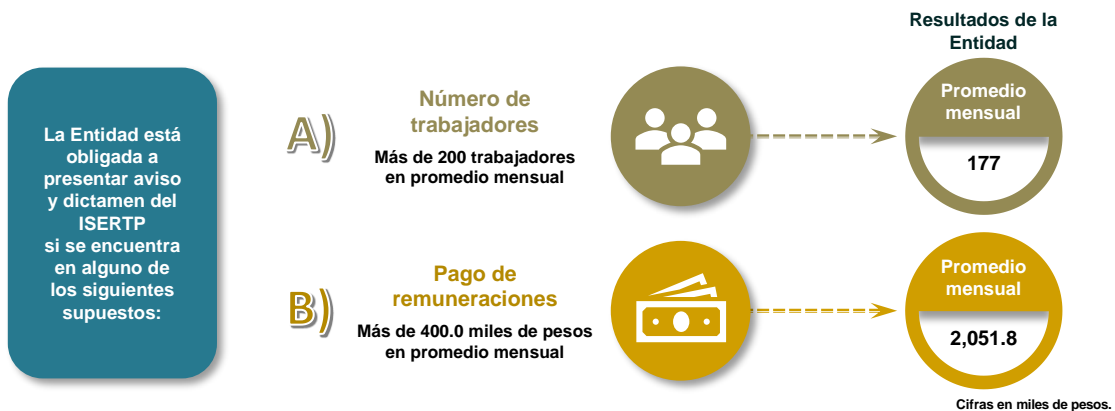 Resultados de la
Entidad
La Entidad está
obligada a
presentar aviso
y dictamen del
ISERTP
si se encuentra
en alguno de
los siguientes
supuestos:
A)
Número de
trabajadores
Más de 200 trabajadores
en promedio mensual
Promedio
mensual
177
B)
Pago de
remuneraciones
Más de 400.0 miles de pesos
en promedio mensual
Promedio
mensual
2,051.8
Cifras en miles de pesos.